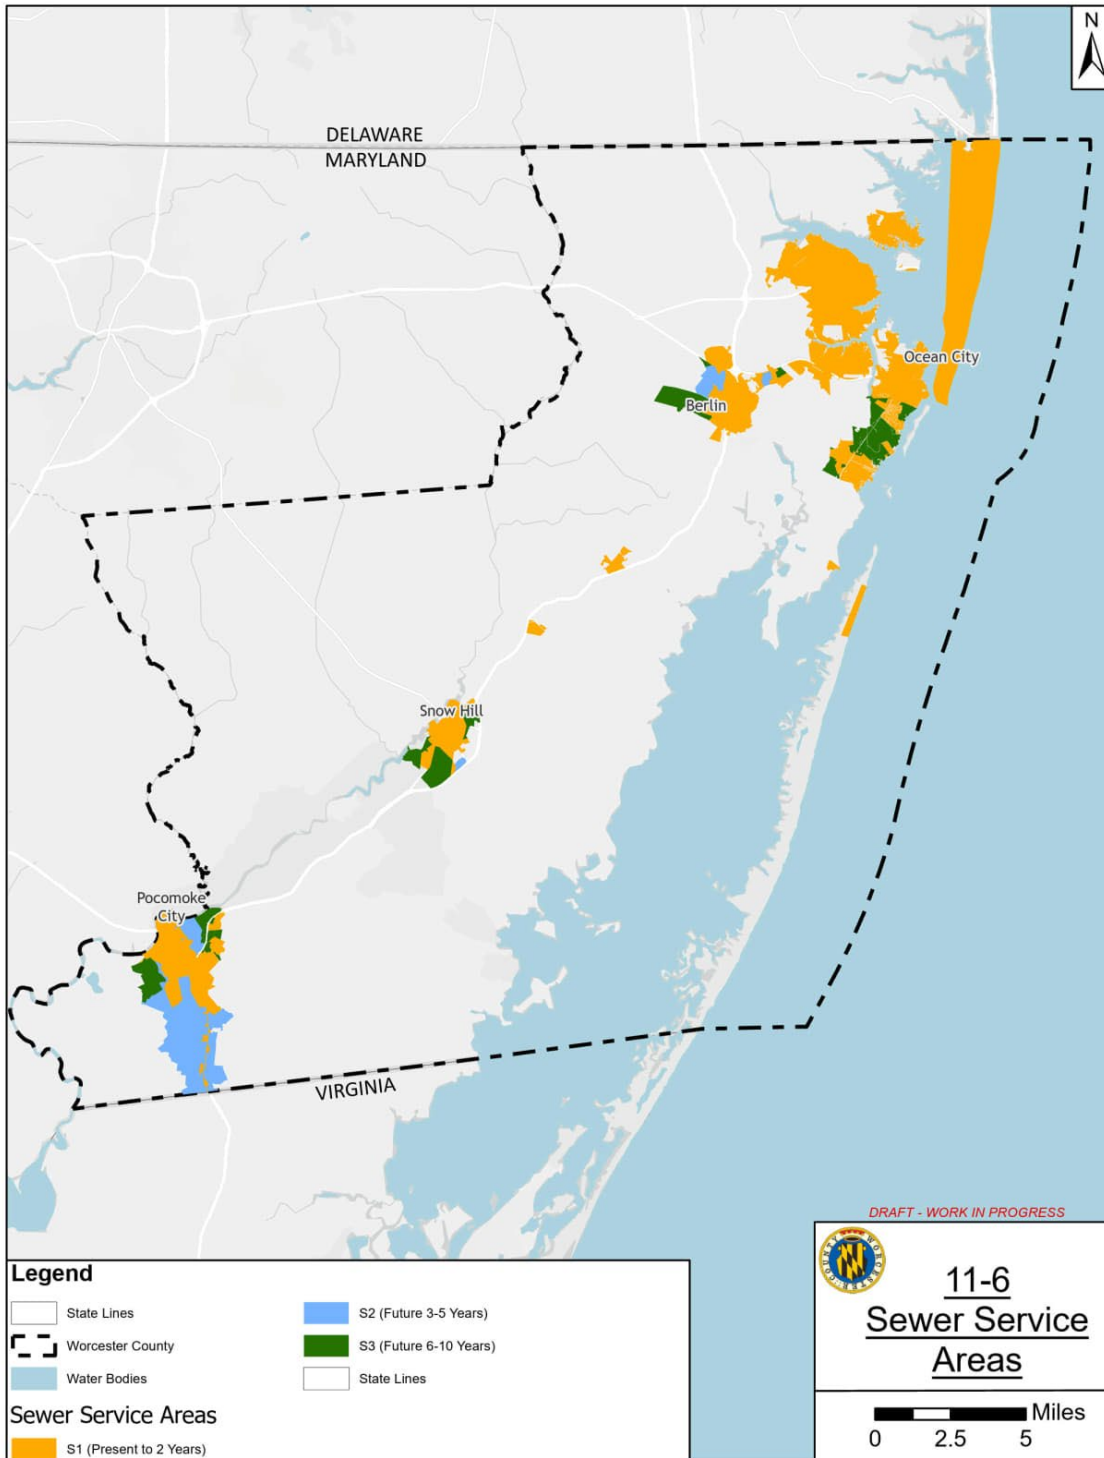 N
DELAWARE
MARYLAND
Ocean City
Berlin
Snow Hill
Pocomoke
City
VIRGINIA
DRAFT - WORK IN PROGRESS
Legend
State Lines
Worcester County
Water Bodies
Sewer Service Areas
S1 (Present to 2 Years)
S2 (Future 3-5 Years)
S3 (Future 6-10 Years)
State Lines
WORCESTER COUNTY
11-6
Sewer Service
Areas
Miles
0 2.5 5